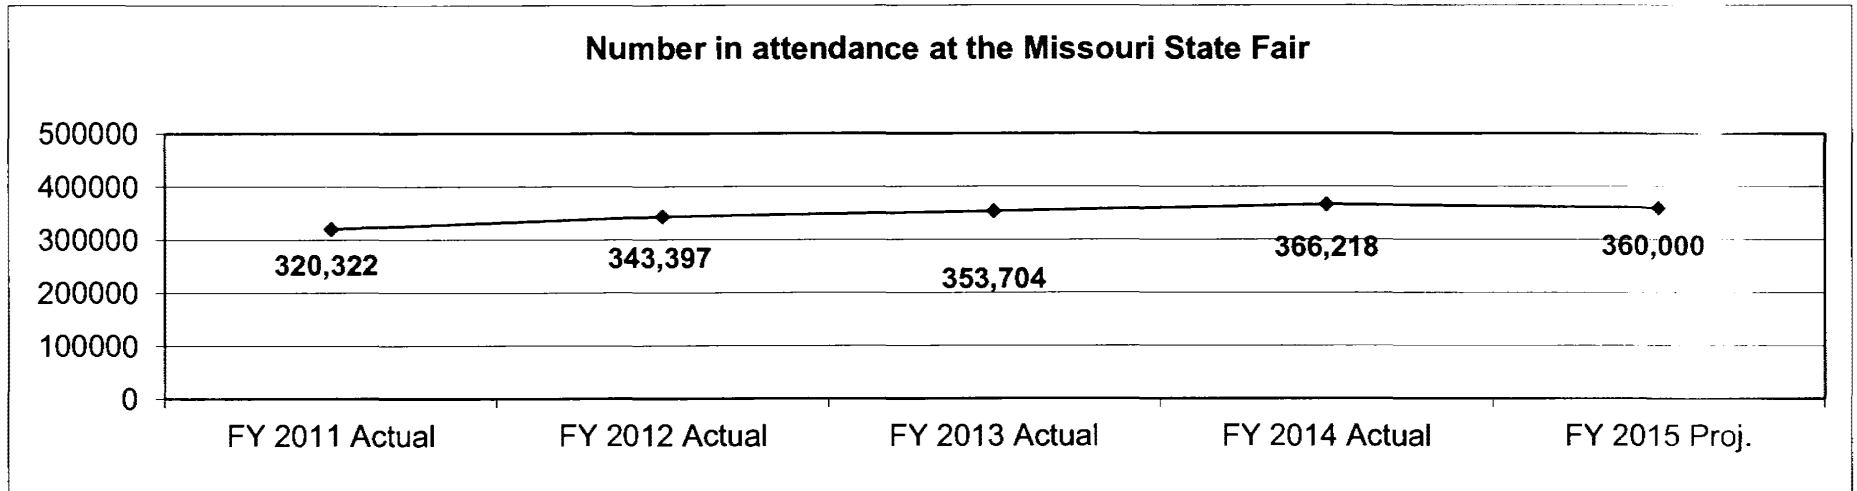 Number in attendance at the Missouri State Fair
500000
400000
300000
200000
100000
0
320,322
343,397
353,704
366,218
360,000
FY 2011 Actual
FY 2012 Actual
FY 2013 Actual
FY 2014 Actual
FY 2015 Proj.